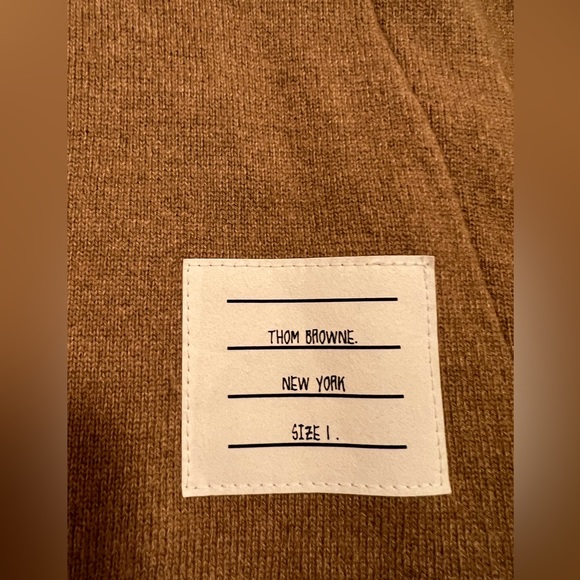 THOM BROWNE.
NEW YORK
SIZE 1.